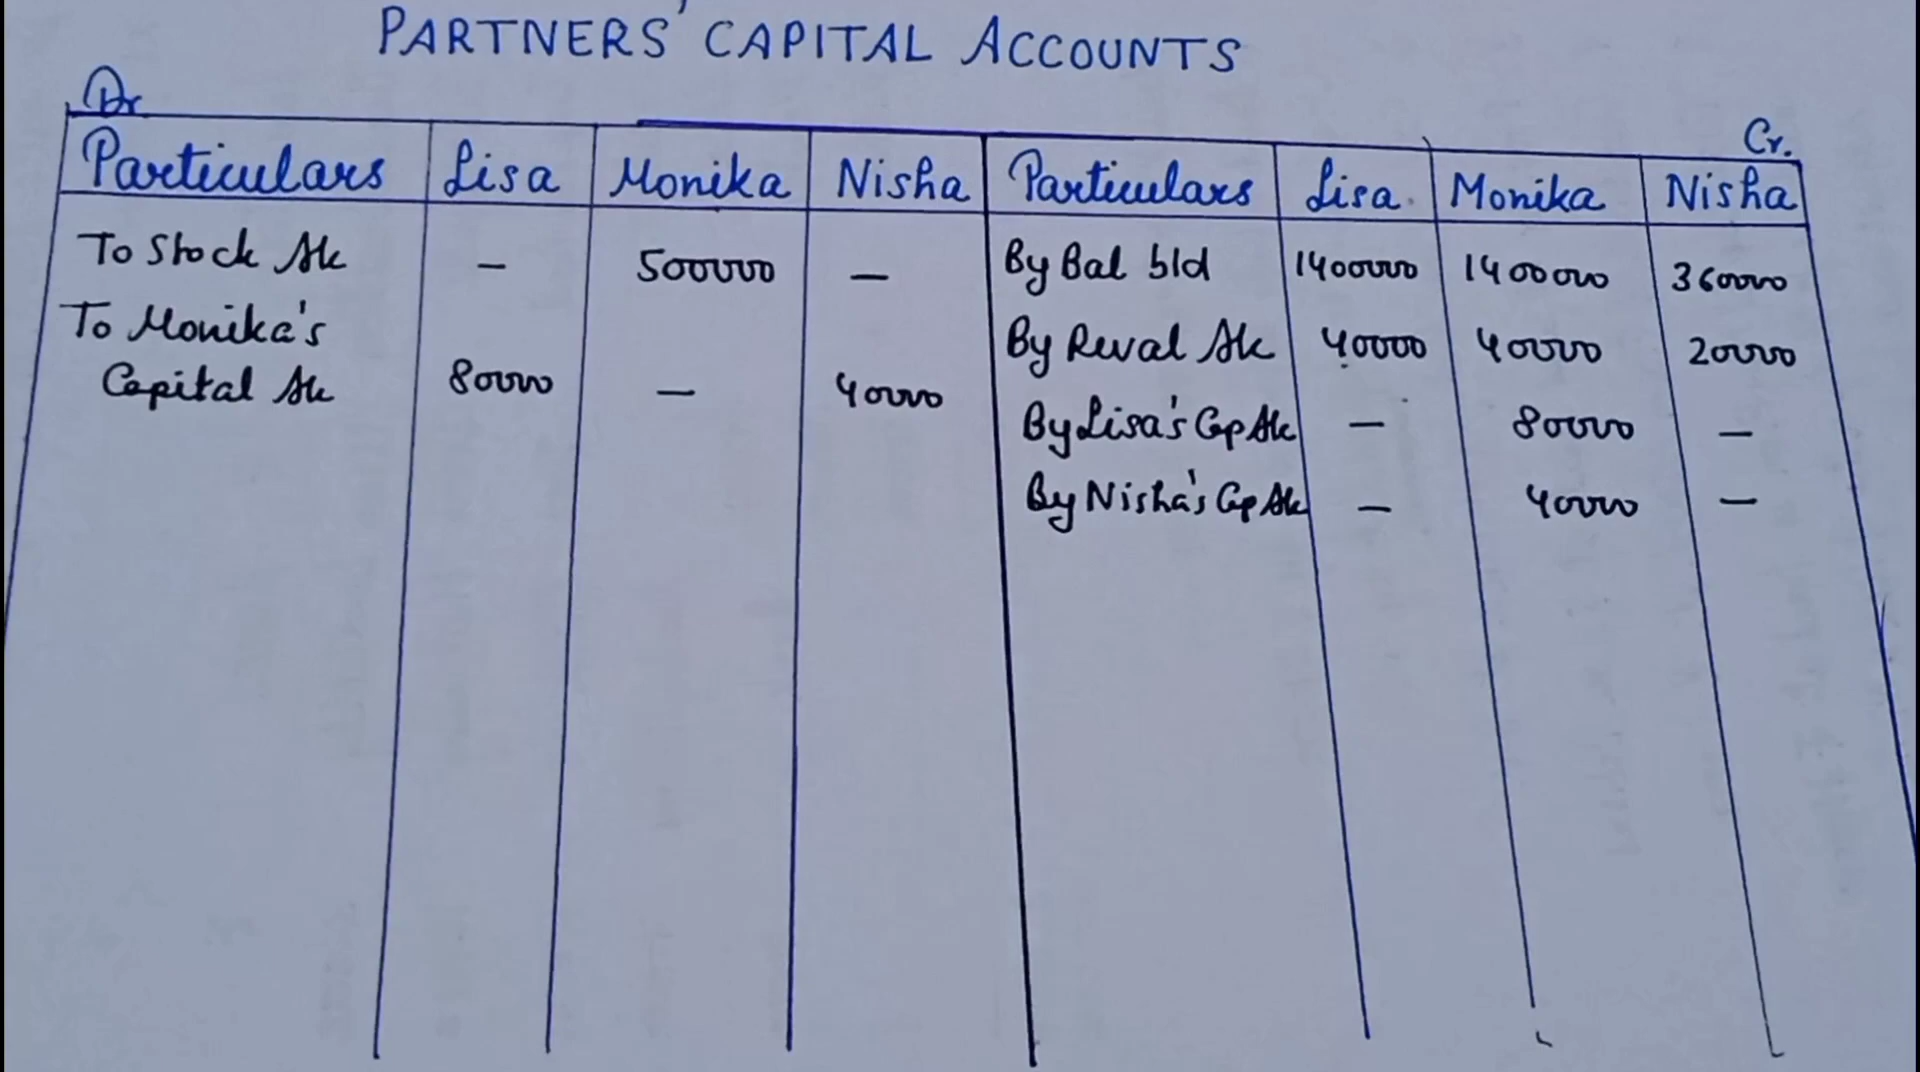 PARTNERS' CAPITAL ACCOUNTS
Dr
Cr.
Particulars Lisa Monika Nisha Particulars Lisa. Monika Nisha
To Stock A/c - 500000 - By Bal b/d 1400000 1400000 360000
To Monika's By Reval A/c 40000 40000 20000
Capital A/c 80000 - 40000
By Lisa's Cap A/c - 80000 -
By Nisha's Cap A/c - 40000 -